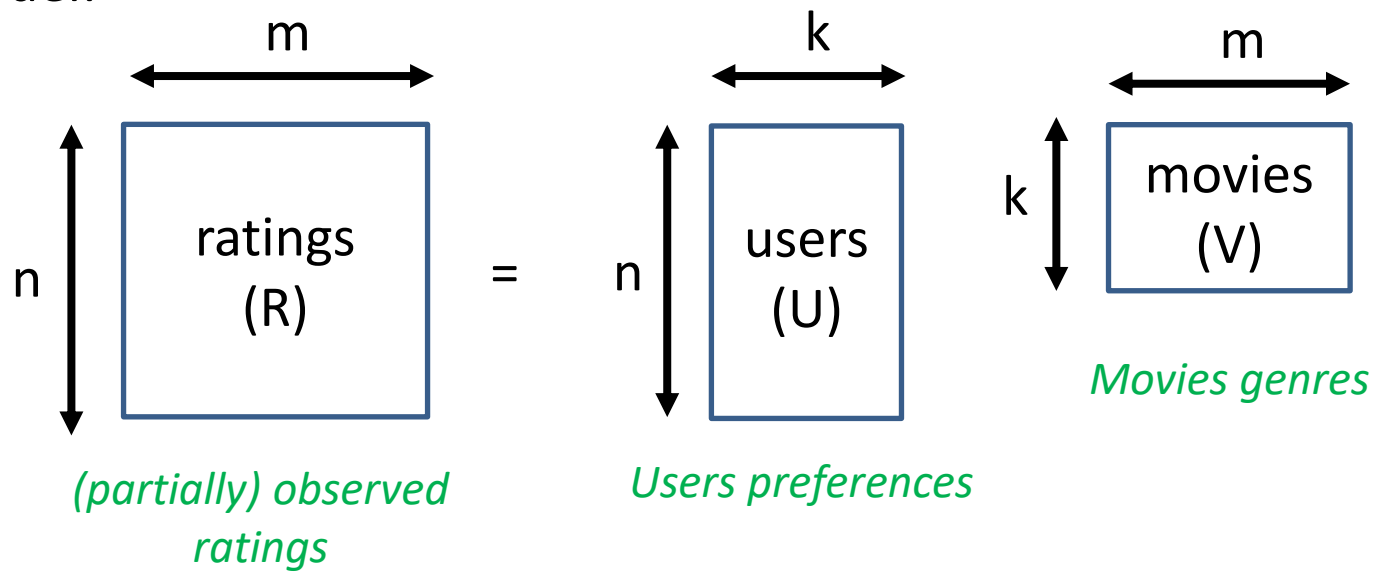 m
k
m
ratings
(R)
n
=
users
(U)
n
movies
(V)
k
Movies genres
(partially) observed
ratings
Users preferences